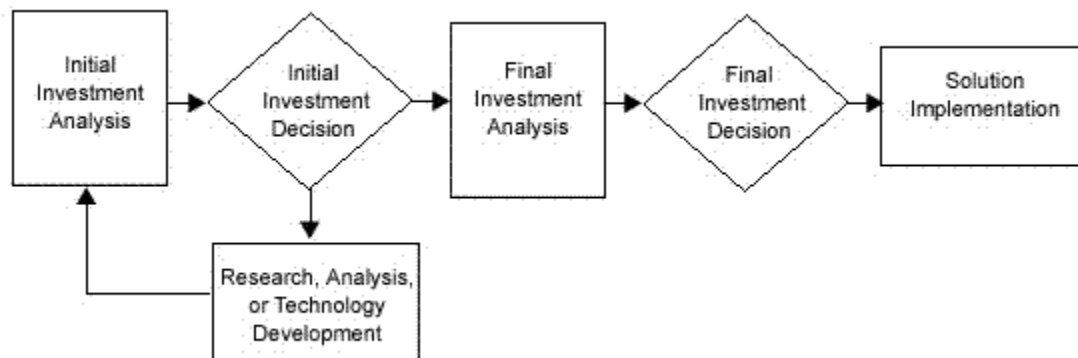 Initial
Investment
Analysis
Initial
Investment
Decision
Final
Investment
Analysis
Final
Investment
Decision
Solution
Implementation
Research, Analysis,
or Technology
Development